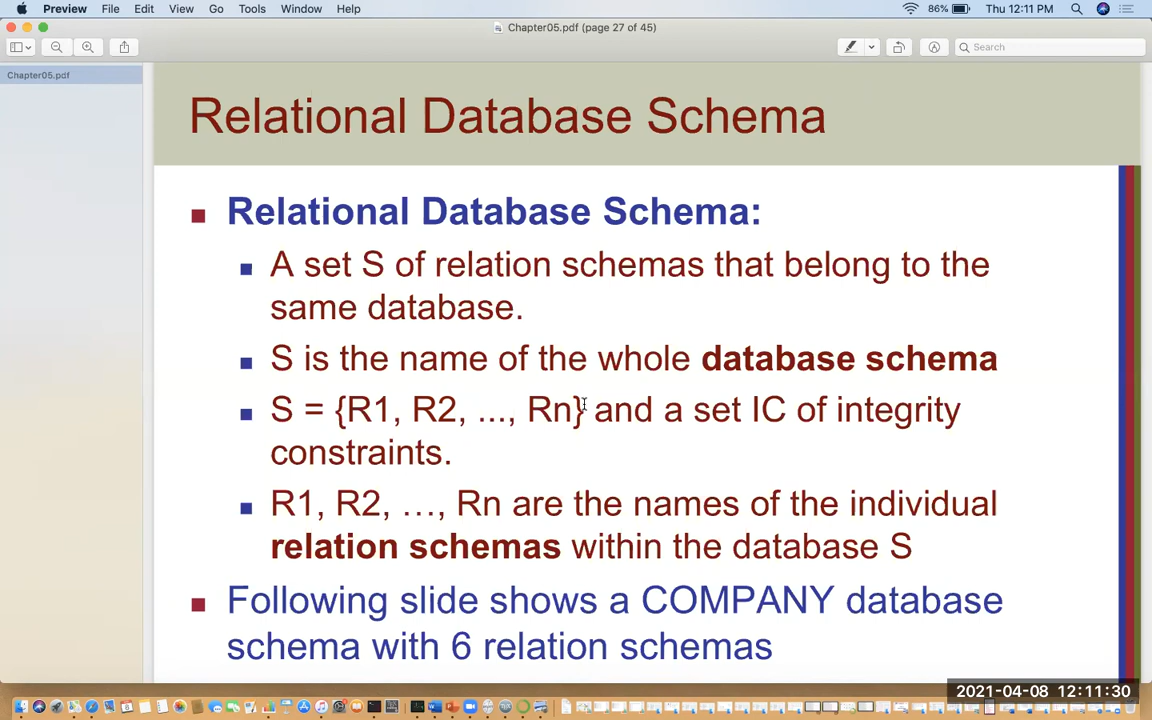 Preview File Edit View Go Tools Window Help 86% Thu 12:11 PM
Chapter05.pdf (page 27 of 45)
Search
Chapter05.pdf
Relational Database Schema
Relational Database Schema:
A set S of relation schemas that belong to the
same database.
S is the name of the whole database schema
S = {R1, R2, ..., Rn} and a set IC of integrity
constraints.
R1, R2, …, Rn are the names of the individual
relation schemas within the database S
Following slide shows a COMPANY database
schema with 6 relation schemas
2021-04-08 12:11:30